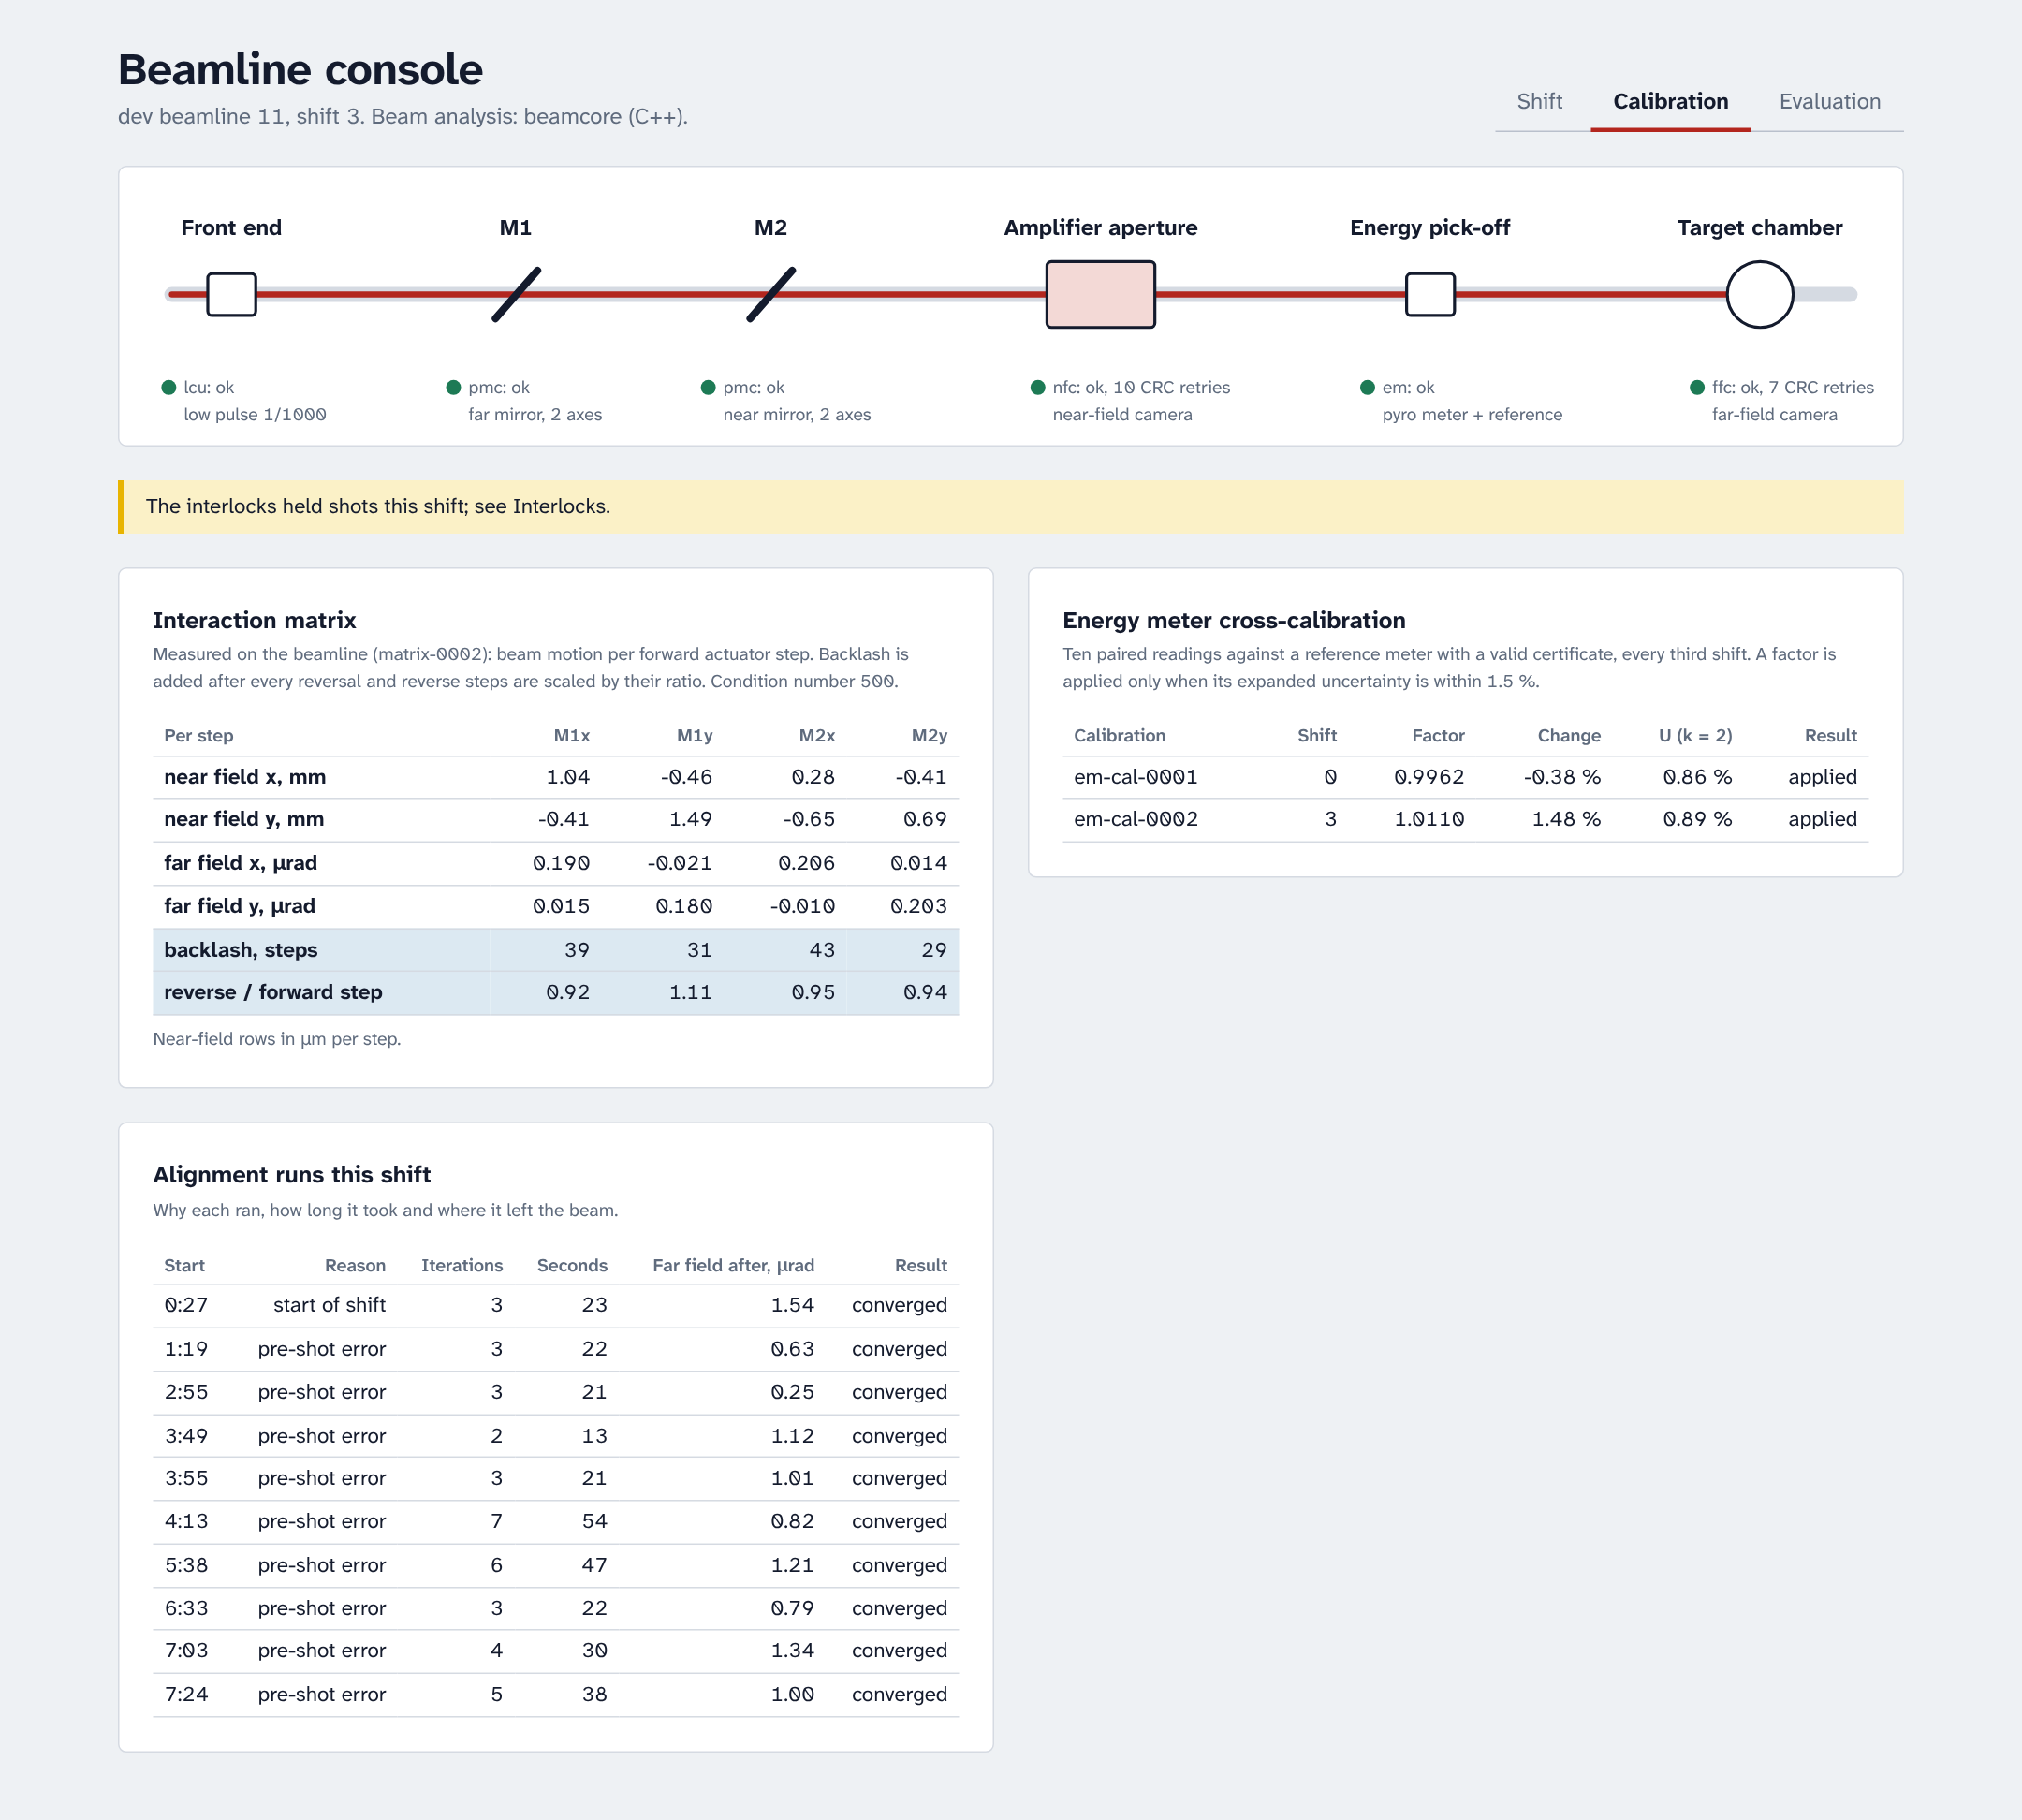 Beamline console
dev beamline 11, shift 3. Beam analysis: beamcore (C++).
Shift Calibration Evaluation
Front end M1 M2 Amplifier aperture Energy pick-off Target chamber
lcu: ok pmc: ok pmc: ok nfc: ok, 10 CRC retries em: ok ffc: ok, 7 CRC retries
low pulse 1/1000 far mirror, 2 axes near mirror, 2 axes near-field camera pyro meter + reference far-field camera
The interlocks held shots this shift; see Interlocks.
Interaction matrix
Measured on the beamline (matrix-0002): beam motion per forward actuator step. Backlash is
added after every reversal and reverse steps are scaled by their ratio. Condition number 500.
Per step M1x M1y M2x M2y
near field x, mm 1.04 -0.46 0.28 -0.41
near field y, mm -0.41 1.49 -0.65 0.69
far field x, µrad 0.190 -0.021 0.206 0.014
far field y, µrad 0.015 0.180 -0.010 0.203
backlash, steps 39 31 43 29
reverse / forward step 0.92 1.11 0.95 0.94
Near-field rows in µm per step.
Energy meter cross-calibration
Ten paired readings against a reference meter with a valid certificate, every third shift. A factor is
applied only when its expanded uncertainty is within 1.5 %.
Calibration Shift Factor Change U (k = 2) Result
em-cal-0001 0 0.9962 -0.38 % 0.86 % applied
em-cal-0002 3 1.0110 1.48 % 0.89 % applied
Alignment runs this shift
Why each ran, how long it took and where it left the beam.
Start Reason Iterations Seconds Far field after, µrad Result
0:27 start of shift 3 23 1.54 converged
1:19 pre-shot error 3 22 0.63 converged
2:55 pre-shot error 3 21 0.25 converged
3:49 pre-shot error 2 13 1.12 converged
3:55 pre-shot error 3 21 1.01 converged
4:13 pre-shot error 7 54 0.82 converged
5:38 pre-shot error 6 47 1.21 converged
6:33 pre-shot error 3 22 0.79 converged
7:03 pre-shot error 4 30 1.34 converged
7:24 pre-shot error 5 38 1.00 converged